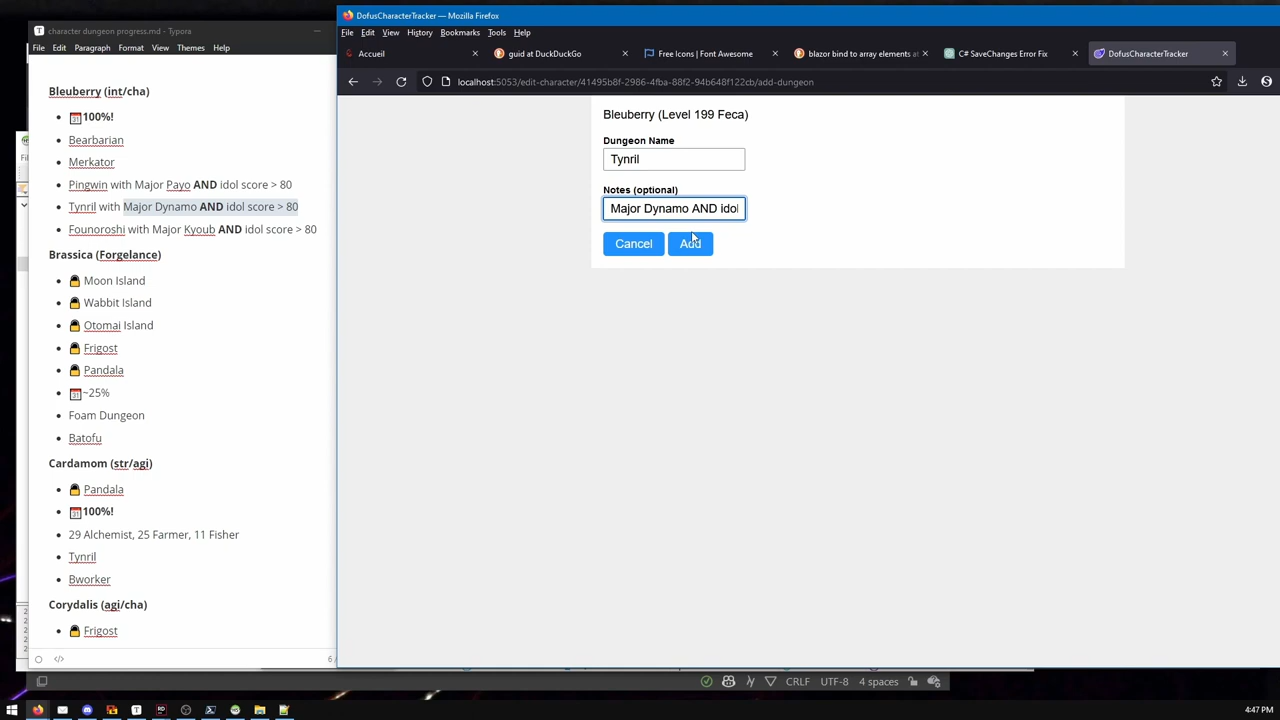 DofusCharacterTracker — Mozilla Firefox
character dungeon progress.md - Typora
File Edit View History Bookmarks Tools Help
File Edit Paragraph Format View Themes Help
Accueil
guid at DuckDuckGo
Free Icons | Font Awesome
blazor bind to array elements at
C# SaveChanges Error Fix
DofusCharacterTracker
localhost:5053/edit-character/41495b8f-2986-4fba-88f2-94b648f122cb/add-dungeon
Bleuberry (int/cha)
100%!
Bearbarian
Merkator
Pingwin with Major Payo AND idol score > 80
Tynril with Major Dynamo AND idol score > 80
Founoroshi with Major Kyoub AND idol score > 80
Brassica (Forgelance)
Moon Island
Wabbit Island
Otomai Island
Frigost
Pandala
~25%
Foam Dungeon
Batofu
Cardamom (str/agi)
Pandala
100%!
29 Alchemist, 25 Farmer, 11 Fisher
Tynril
Bworker
Corydalis (agi/cha)
Frigost
Bleuberry (Level 199 Feca)
Dungeon Name
Tynril
Notes (optional)
Major Dynamo AND idol
Cancel Add
CRLF UTF-8 4 spaces
4:47 PM